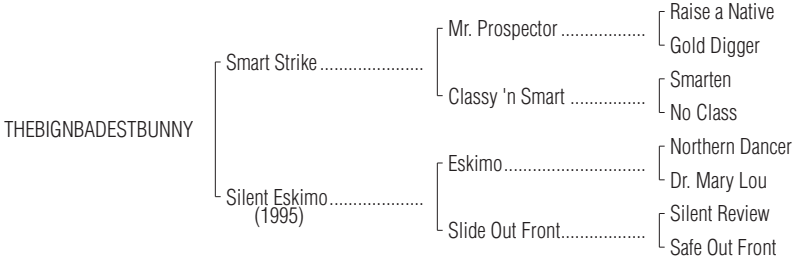 Raise a Native
Mr. Prospector ..................
Gold Digger
Smart Strike ......................
Smarten
Classy 'n Smart ................
No Class
THEBIGNBADESTBUNNY
Northern Dancer
Eskimo..............................
Dr. Mary Lou
Silent Eskimo....................
(1995)
Silent Review
Slide Out Front..................
Safe Out Front